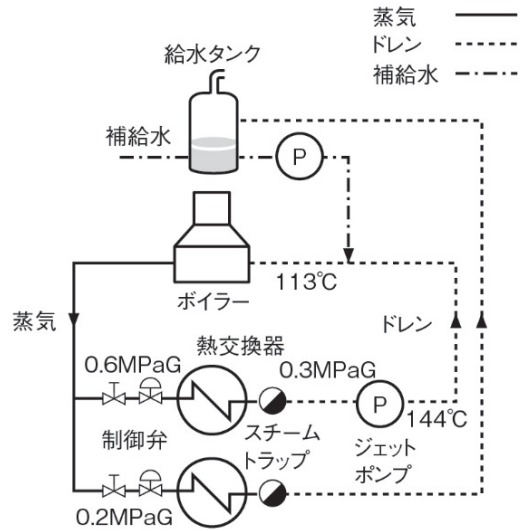 蒸気
ドレン
補給水
給水タンク
補給水
P
113℃
ボイラー
蒸気
ドレン
0.6MPaG
熱交換器
0.3MPaG
P
144℃
制御弁
スチーム
トラップ
ジェット
ポンプ
0.2MPaG